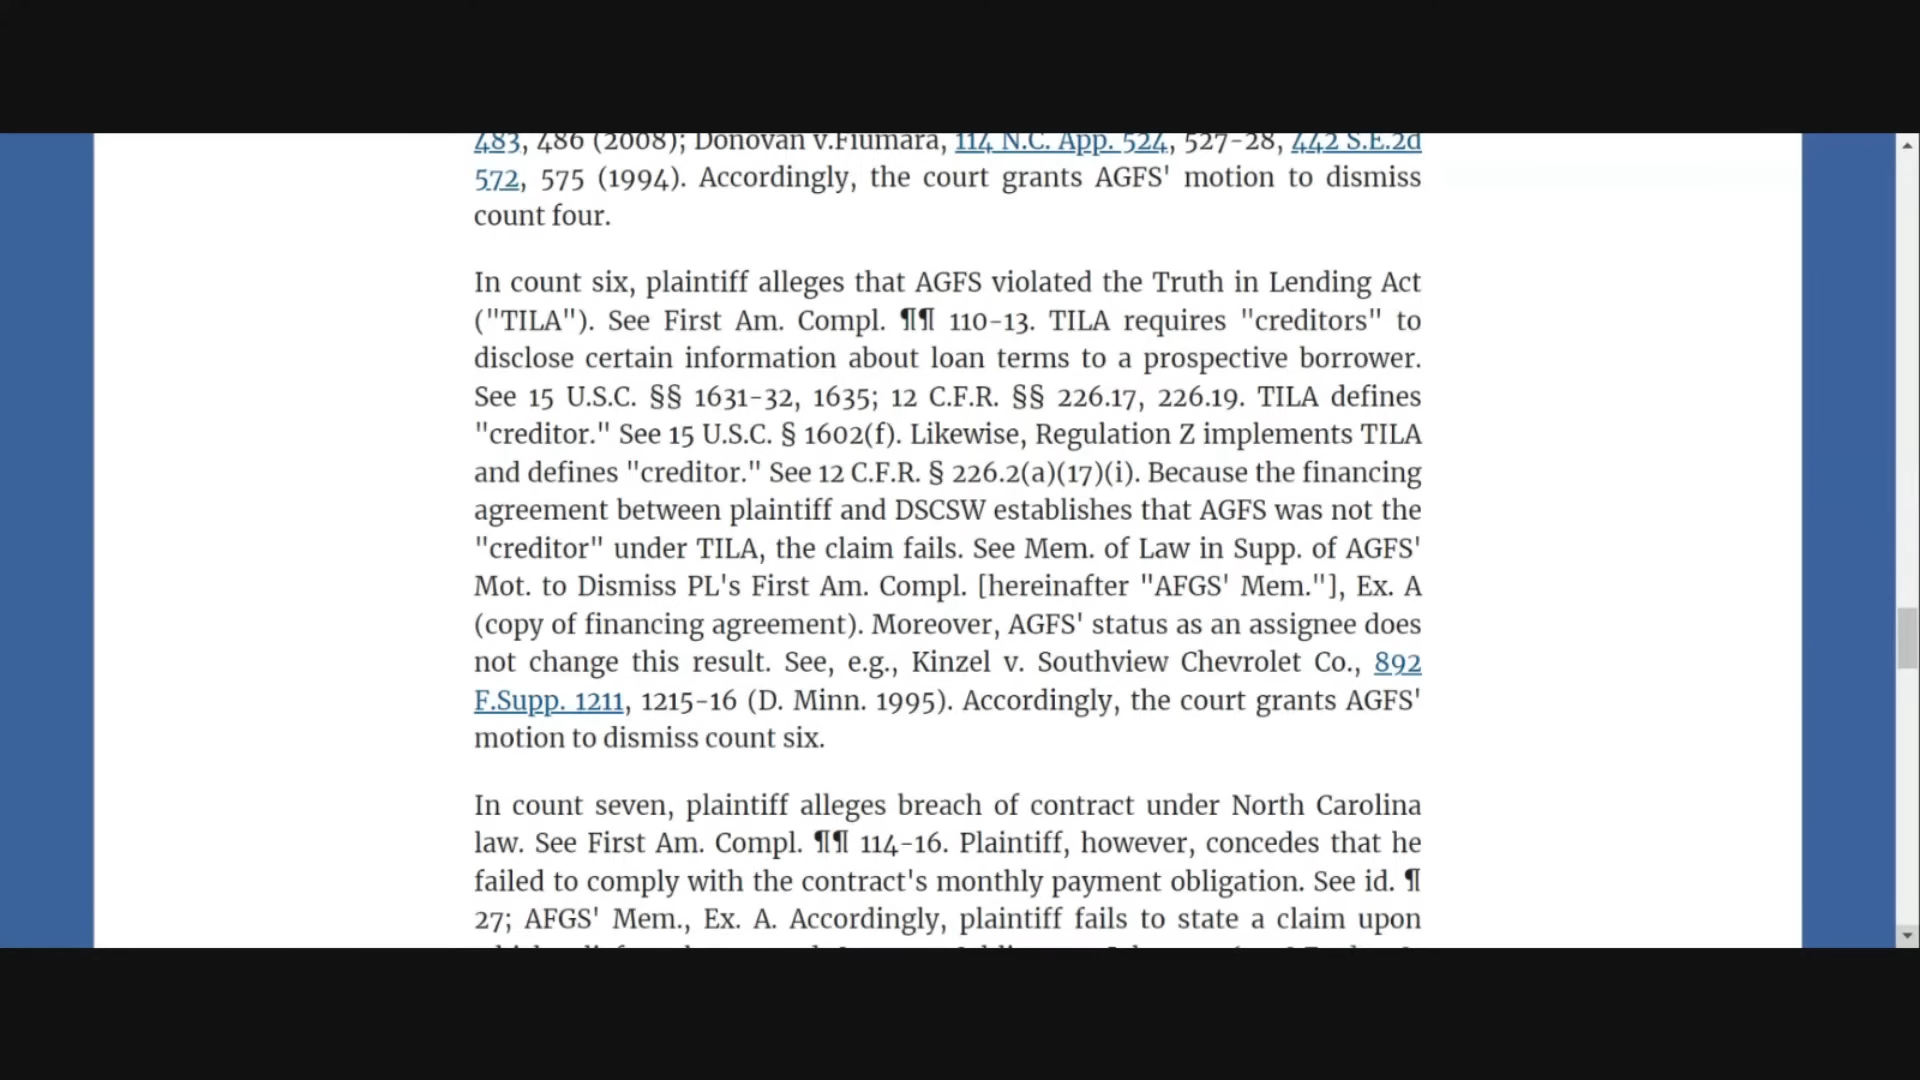 483, 486 (2008); Donovan v.Fiumara, 114 N.C. App. 524, 527-28, 442 S.E.2d
572, 575 (1994). Accordingly, the court grants AGFS' motion to dismiss
count four.
In count six, plaintiff alleges that AGFS violated the Truth in Lending Act
("TILA"). See First Am. Compl. ¶¶ 110-13. TILA requires "creditors" to
disclose certain information about loan terms to a prospective borrower.
See 15 U.S.C. §§ 1631-32, 1635; 12 C.F.R. §§ 226.17, 226.19. TILA defines
"creditor." See 15 U.S.C. § 1602(f). Likewise, Regulation Z implements TILA
and defines "creditor." See 12 C.F.R. § 226.2(a)(17)(i). Because the financing
agreement between plaintiff and DSCSW establishes that AGFS was not the
"creditor" under TILA, the claim fails. See Mem. of Law in Supp. of AGFS'
Mot. to Dismiss PL's First Am. Compl. [hereinafter "AFGS' Mem."], Ex. A
(copy of financing agreement). Moreover, AGFS' status as an assignee does
not change this result. See, e.g., Kinzel v. Southview Chevrolet Co., 892
F.Supp. 1211, 1215-16 (D. Minn. 1995). Accordingly, the court grants AGFS'
motion to dismiss count six.
In count seven, plaintiff alleges breach of contract under North Carolina
law. See First Am. Compl. ¶¶ 114-16. Plaintiff, however, concedes that he
failed to comply with the contract's monthly payment obligation. See id. ¶
27; AFGS' Mem., Ex. A. Accordingly, plaintiff fails to state a claim upon